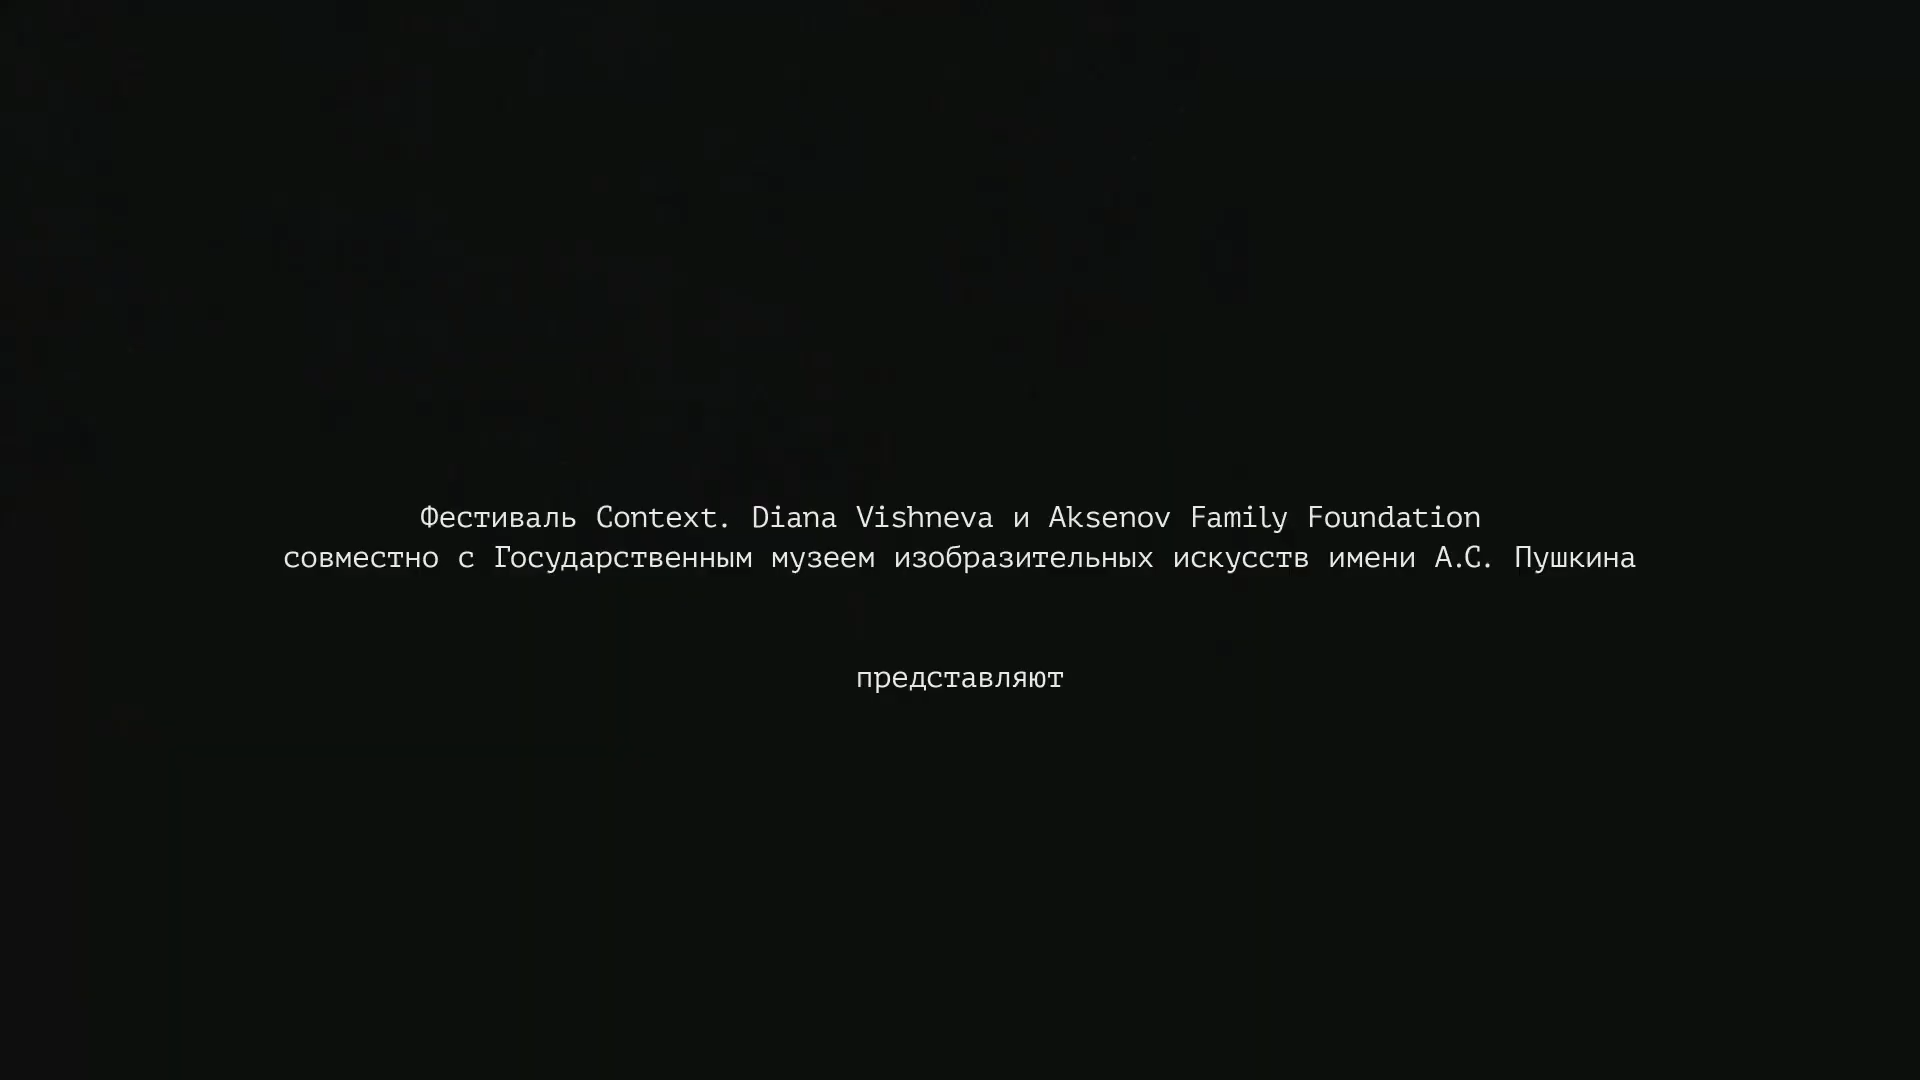 Фестиваль Context. Diana Vishneva и Aksenov Family Foundation
совместно с Государственным музеем изобразительных искусств имени А.С. Пушкина
представляют